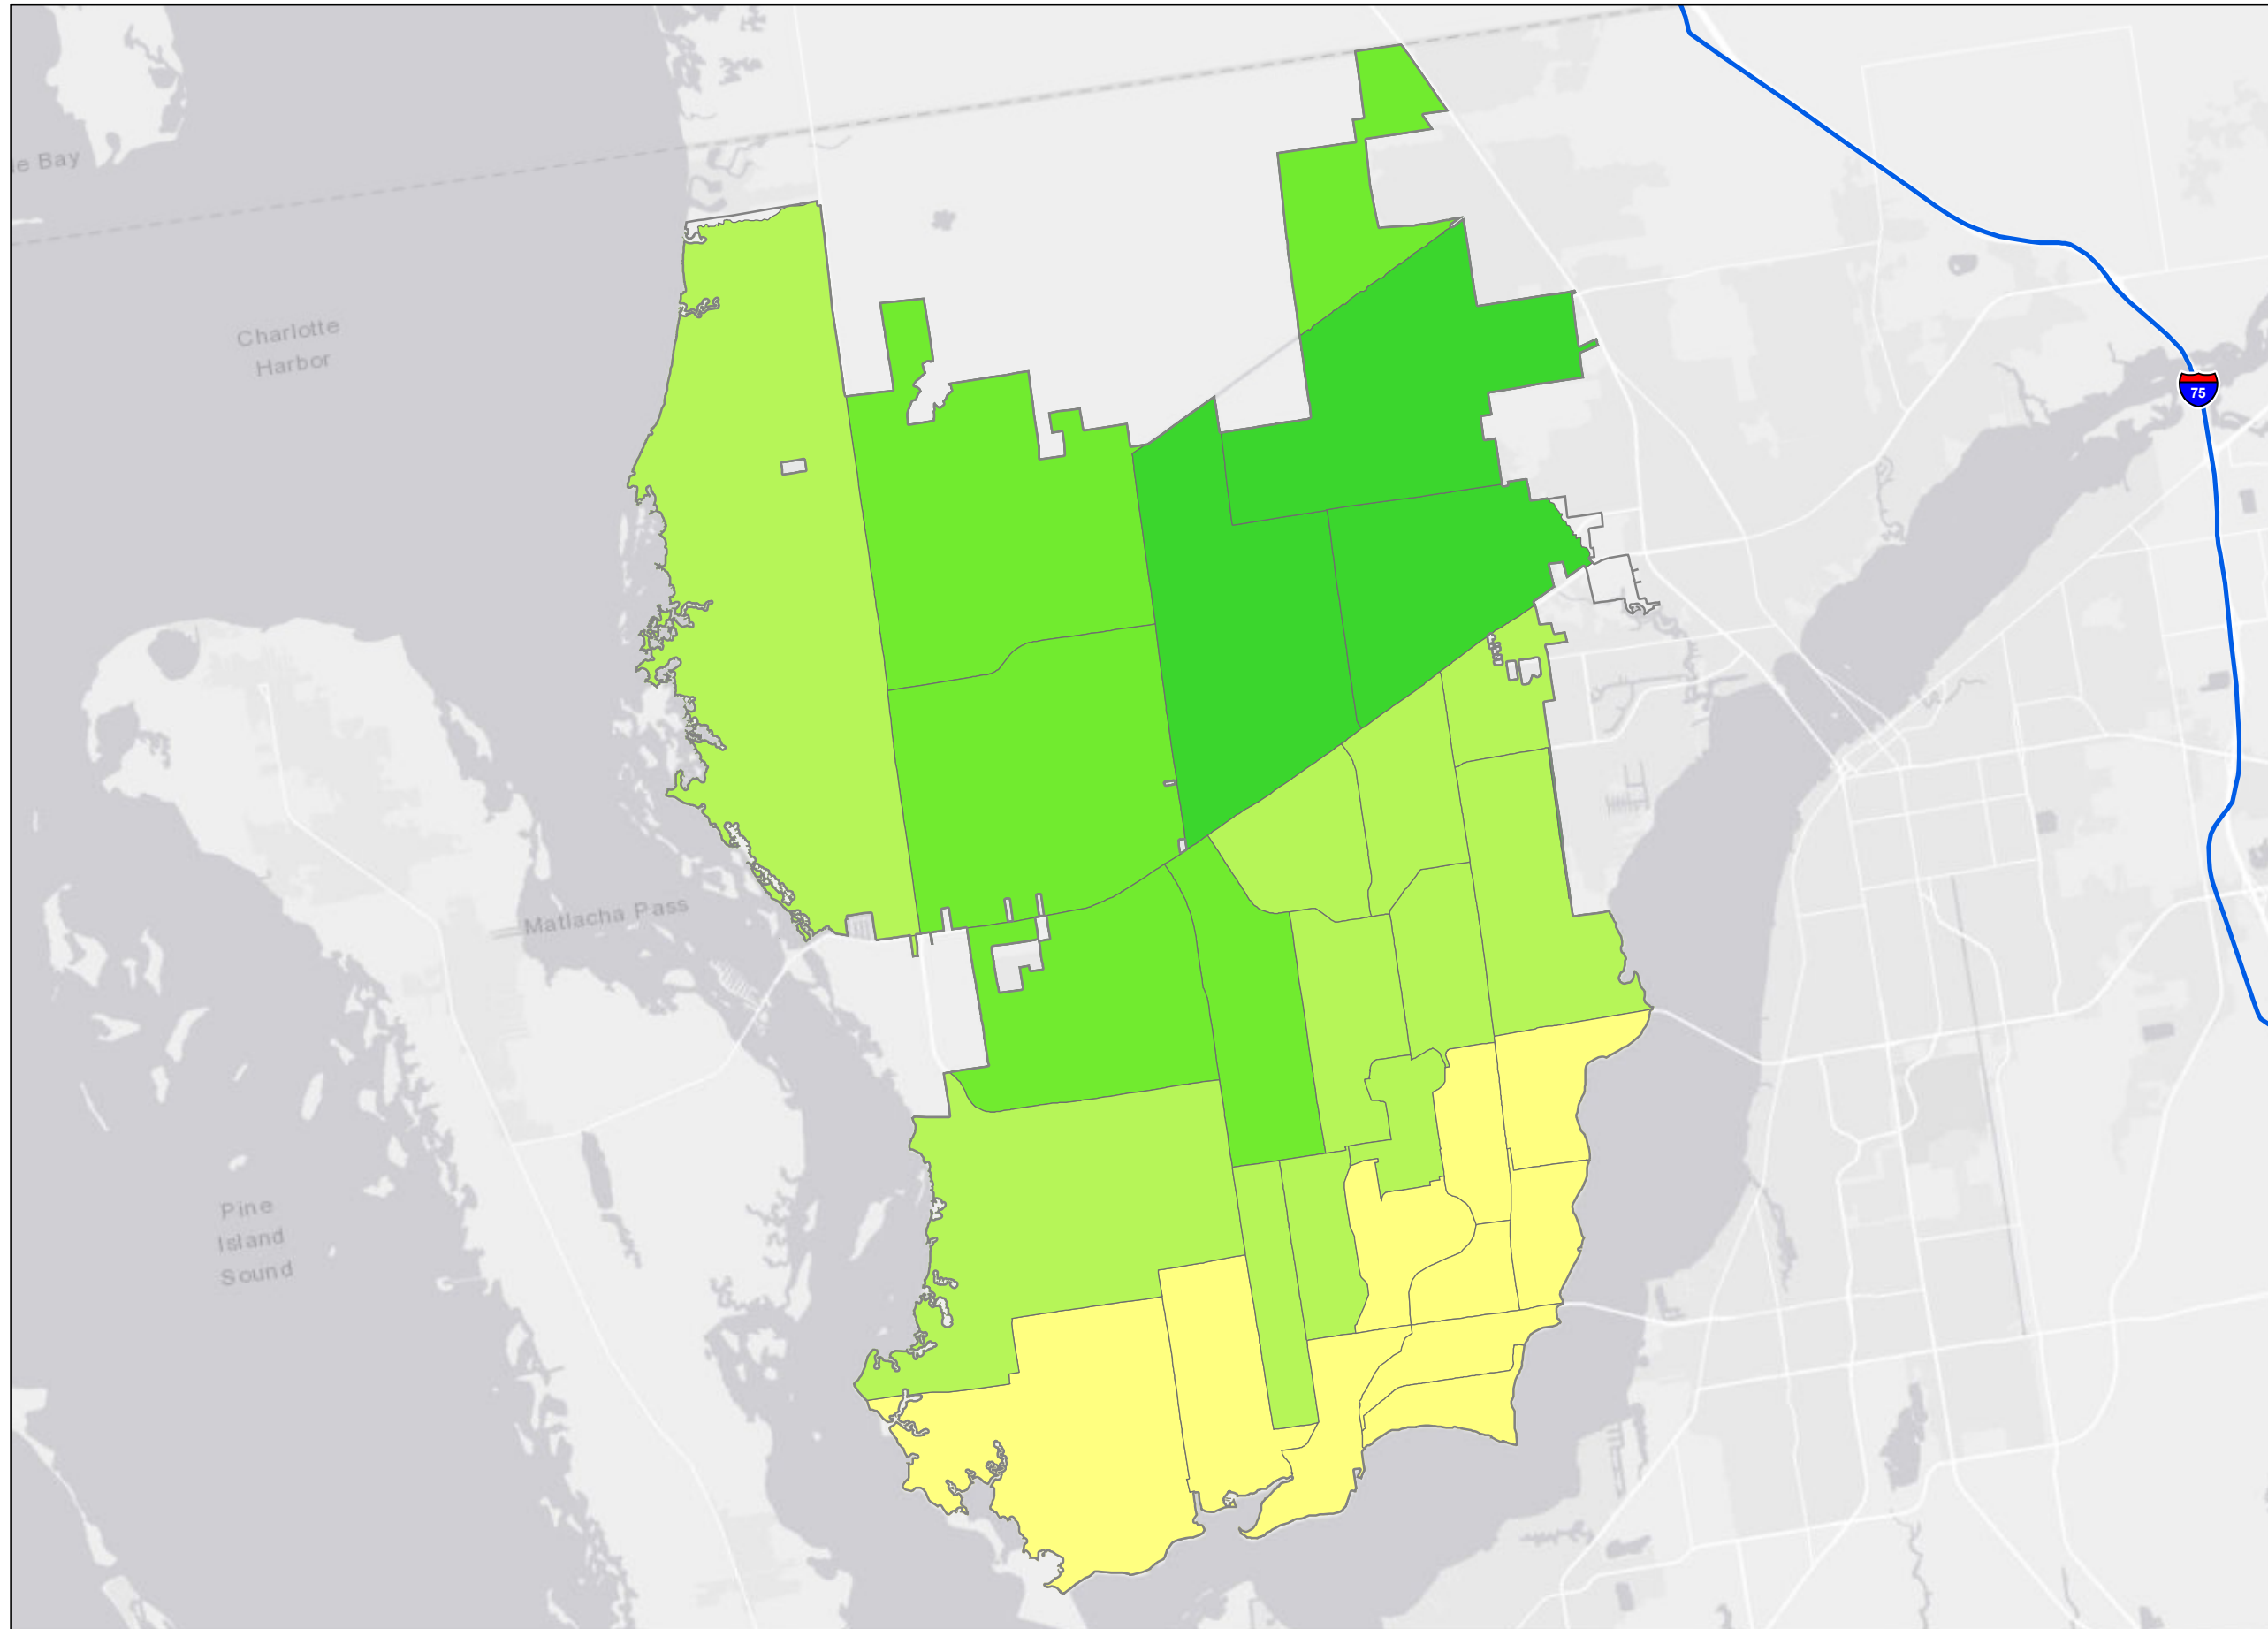 e Bay
Charlotte
Harbor
75
Matlacha Pass
Pine
Island
Sound